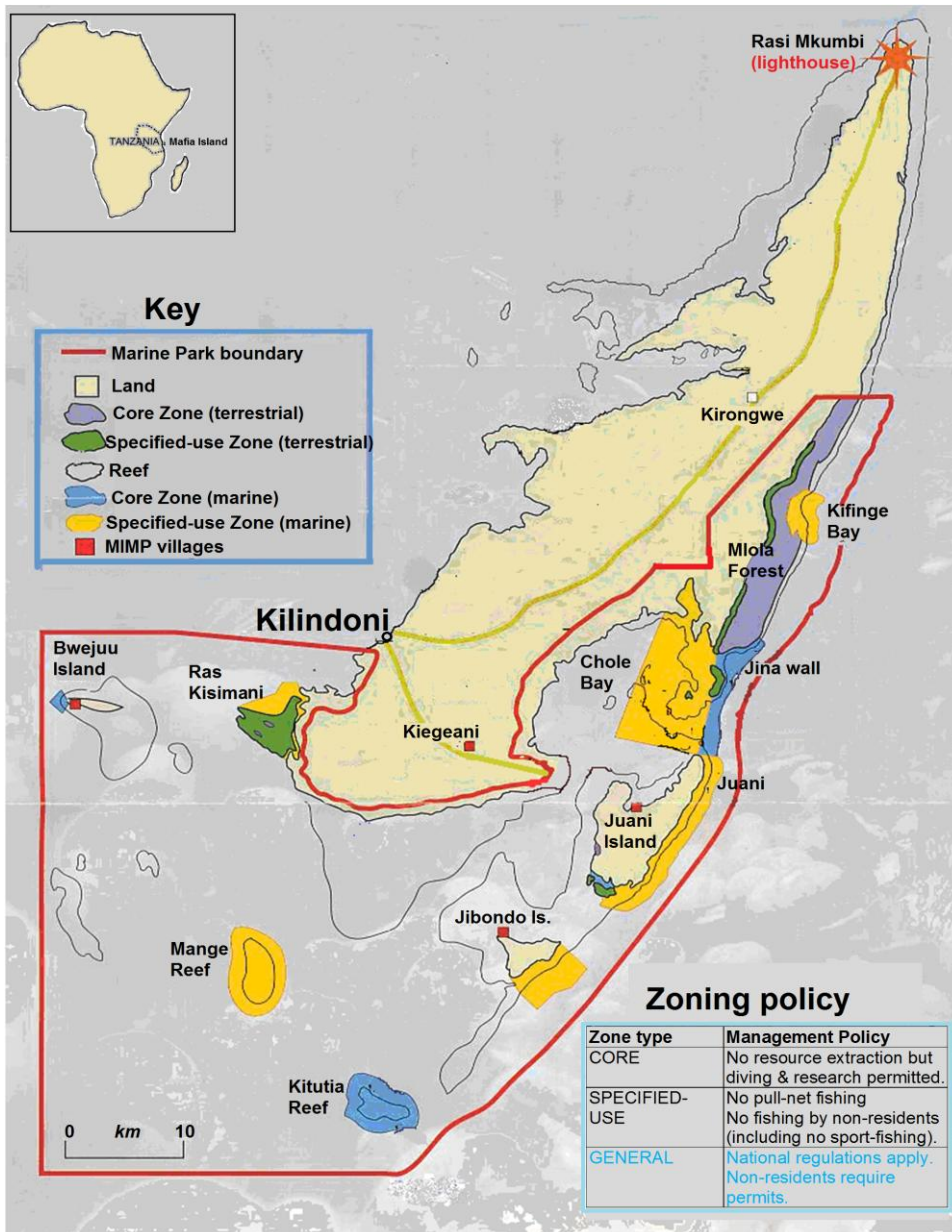 TANZANIA
Mafia Island
Rasi Mkumbi
(lighthouse)
Key
Marine Park boundary
Land
Core Zone (terrestrial)
Specified-use Zone (terrestrial)
Reef
Core Zone (marine)
Specified-use Zone (marine)
MIMP villages
Kirongwe
Kifinge
Bay
Mlola
Forest
Kilindoni
Bwejuu
Island
Ras
Kisimani
Chole
Bay
Jina wall
Kiegeani
Juani
Juani
Island
Jibondo Is.
Mange
Reef
Kitutia
Reef
0 km 10
Zoning policy
Zone type Management Policy
CORE No resource extraction but
diving & research permitted.
SPECIFIED- No pull-net fishing
USE No fishing by non-residents
(including no sport-fishing).
GENERAL National regulations apply.
Non-residents require
permits.